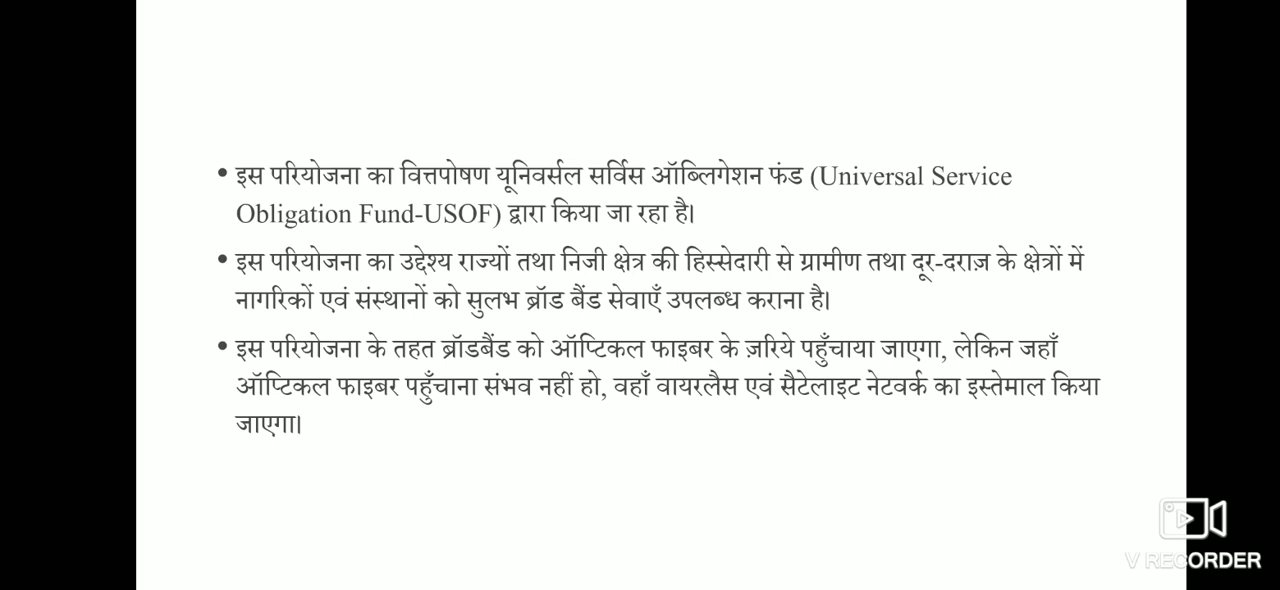 • इस परियोजना का वित्तपोषण यूनिवर्सल सर्विस ऑब्लिगेशन फंड (Universal Service
Obligation Fund-USOF) द्वारा किया जा रहा है।
• इस परियोजना का उद्देश्य राज्यों तथा निजी क्षेत्र की हिस्सेदारी से ग्रामीण तथा दूर-दराज़ के क्षेत्रों में
नागरिकों एवं संस्थानों को सुलभ ब्रॉड बैंड सेवाएँ उपलब्ध कराना है।
• इस परियोजना के तहत ब्रॉडबैंड को ऑप्टिकल फाइबर के ज़रिये पहुँचाया जाएगा, लेकिन जहाँ
ऑप्टिकल फाइबर पहुँचाना संभव नहीं हो, वहाँ वायरलैस एवं सैटेलाइट नेटवर्क का इस्तेमाल किया
जाएगा।
V RECORDER